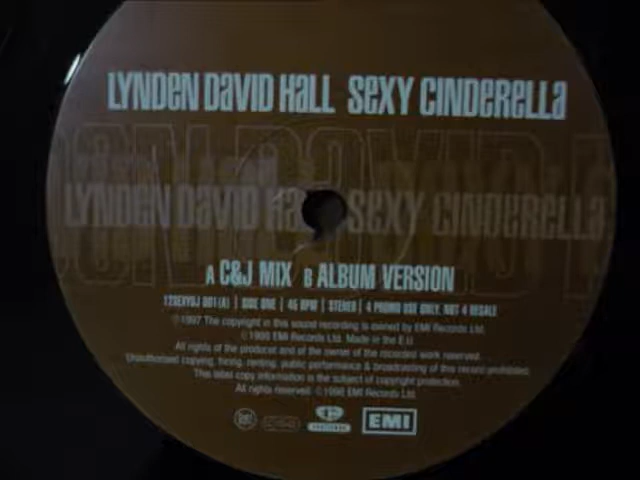 LYNDEN DAVID HALL SEXY CINDERELLA
LYNDEN DAVID HA SEXY CINDERELLA
A C&J MIX B ALBUM VERSION
SIDE ONE | 45 RPM | STEREO | 4 PROMO USE ONLY, NOT 4 RESALE
℗1997 The copyright in this sound recording is owned by EMI Records Ltd.
EMI Records Ltd. Made in the E.U.
All rights of the producer and of the owner of the recorded work reserved.
Unauthorised copying, hiring, renting, public performance & broadcasting of this record prohibited.
This label copy information is the subject of copyright protection.
All rights reserved. ©1998 EMI Records Ltd.
EMI